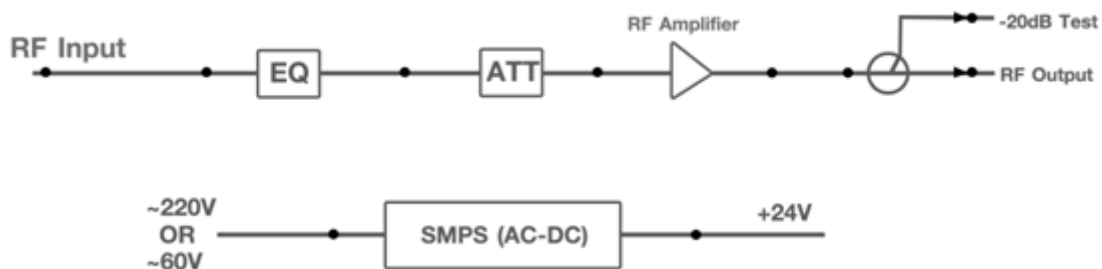 RF Input
EQ
ATT
RF Amplifier
-20dB Test
RF Output
~220V
OR
~60V
SMPS (AC-DC)
+24V